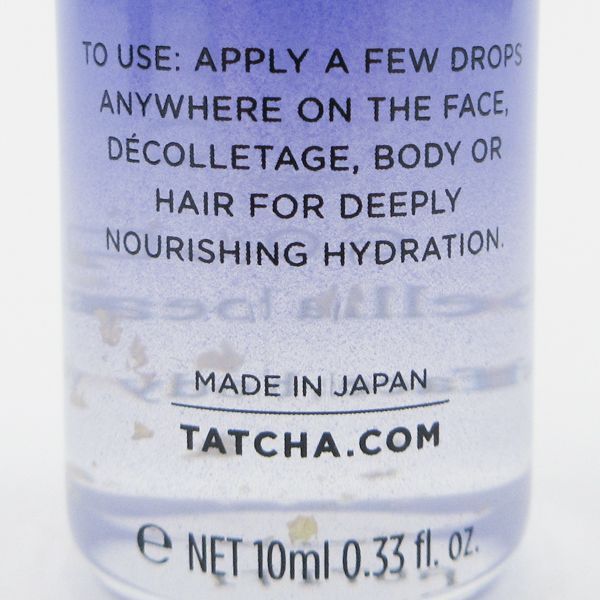 TO USE: APPLY A FEW DROPS
ANYWHERE ON THE FACE,
DÉCOLLETAGE, BODY OR
HAIR FOR DEEPLY
NOURISHING HYDRATION.
MADE IN JAPAN
TATCHA.COM
℮ NET 10ml 0.33 fl. oz.